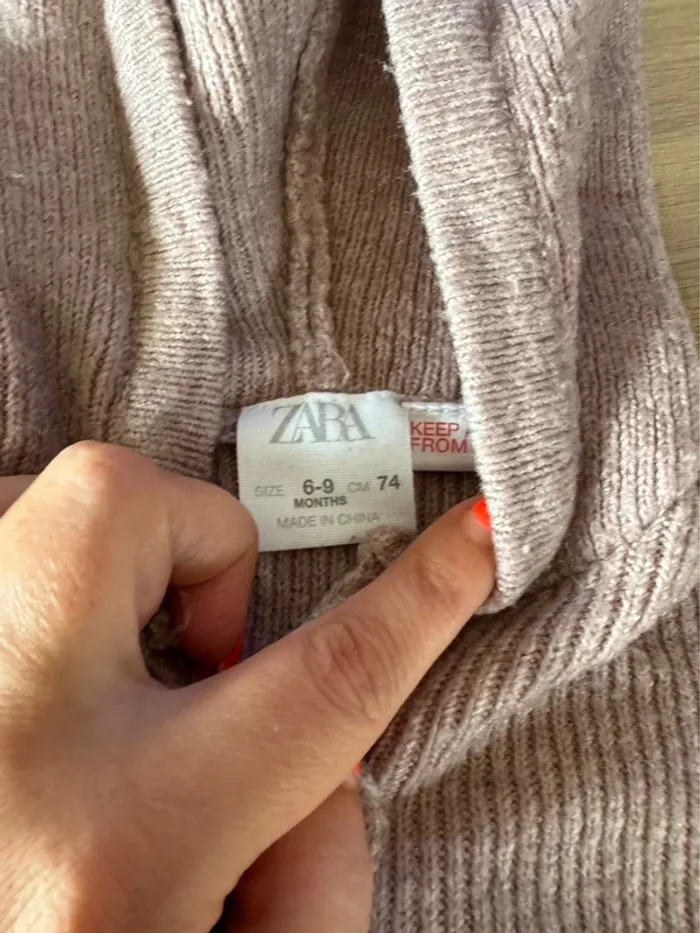 ZARA
SIZE 6-9 CM 74
MONTHS
MADE IN CHINA
KEEP
FROM